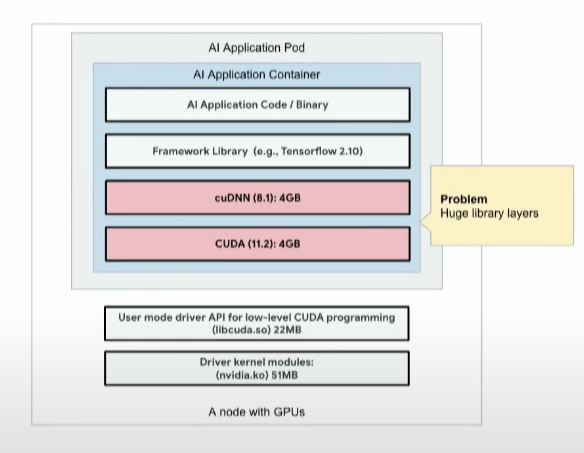 AI Application Pod
AI Application Container
AI Application Code / Binary
Framework Library (e.g., Tensorflow 2.10)
cuDNN (8.1): 4GB
CUDA (11.2): 4GB
Problem
Huge library layers
User mode driver API for low-level CUDA programming
(libcuda.so) 22MB
Driver kernel modules:
(nvidia.ko) 51MB
A node with GPUs